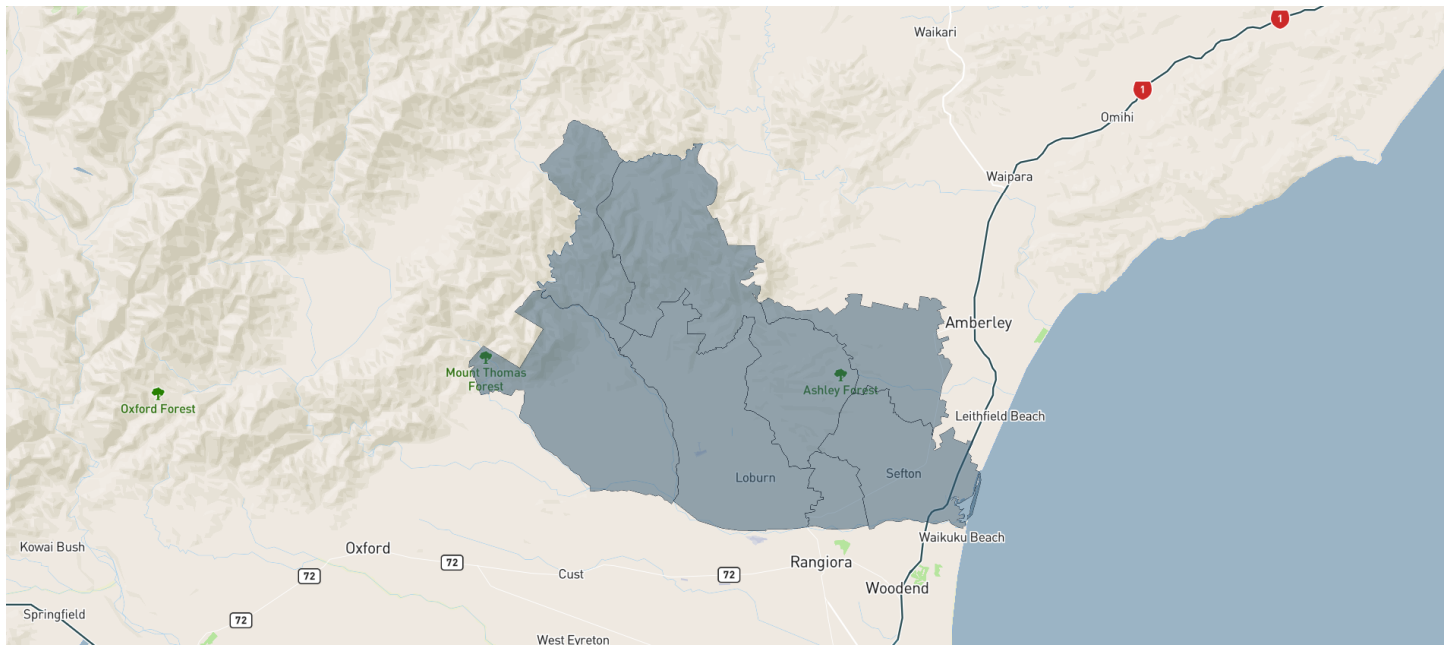 1
Waikari
1
Omihi
Waipara
Amberley
Mount Thomas
Forest
Ashley Forest
Oxford Forest
Leithfield Beach
Loburn
Sefton
Waikuku Beach
Kowai Bush
Oxford
72
Rangiora
72
Cust
72
Woodend
Springfield
72
West Eyreton